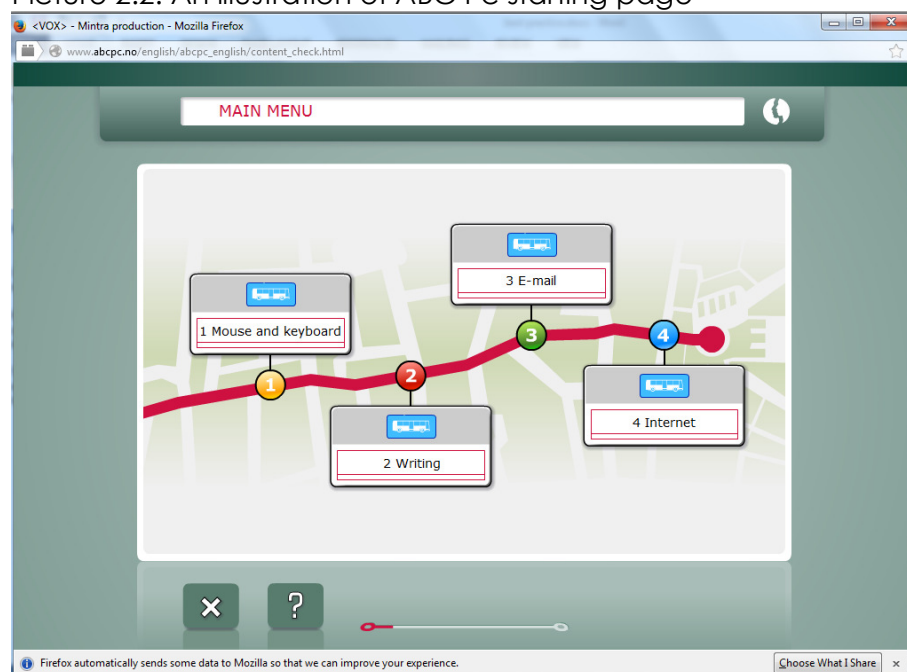 Picture 2.2. An illustration of ABC PC starting page
<VOX> - Mintra production - Mozilla Firefox
www.abcpc.no/english/abcpc_english/content_check.html
MAIN MENU
3 E-mail
1 Mouse and keyboard
3
4
1
2
4 Internet
2 Writing
?
Firefox automatically sends some data to Mozilla so that we can improve your experience.
Choose What I Share